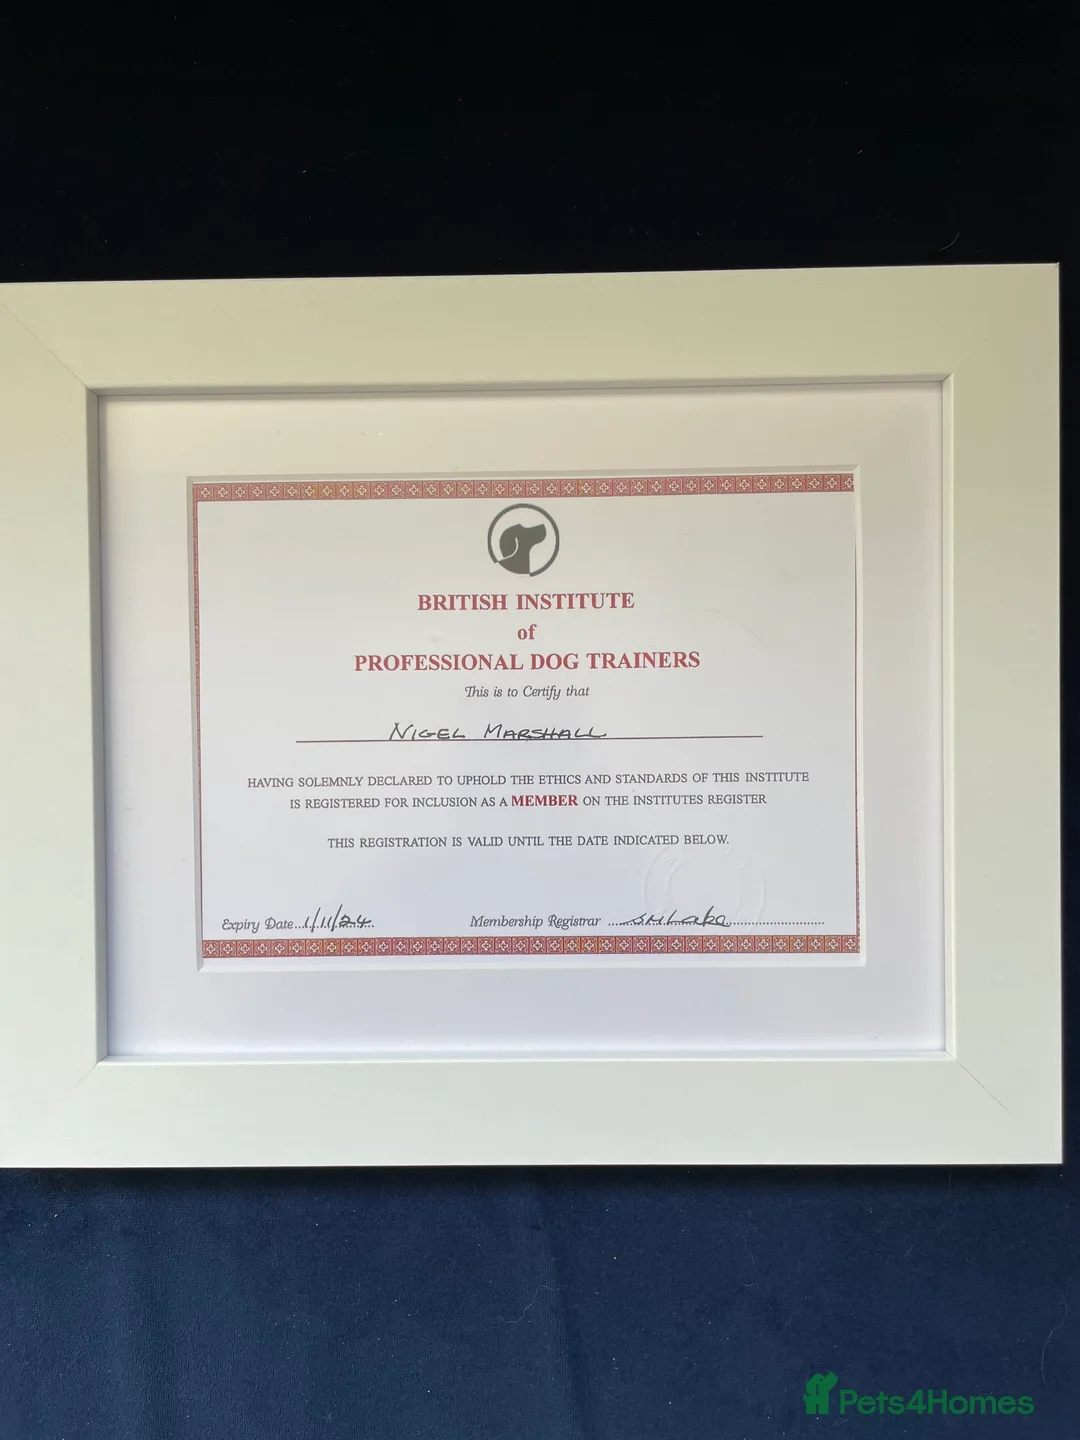 BRITISH INSTITUTE
of
PROFESSIONAL DOG TRAINERS
This is to Certify that
NIGEL MARSHALL
HAVING SOLEMNLY DECLARED TO UPHOLD THE ETHICS AND STANDARDS OF THIS INSTITUTE
IS REGISTERED FOR INCLUSION AS A MEMBER ON THE INSTITUTES REGISTER
THIS REGISTRATION IS VALID UNTIL THE DATE INDICATED BELOW.
Expiry Date...1/11/24... Membership Registrar
Pets4Homes